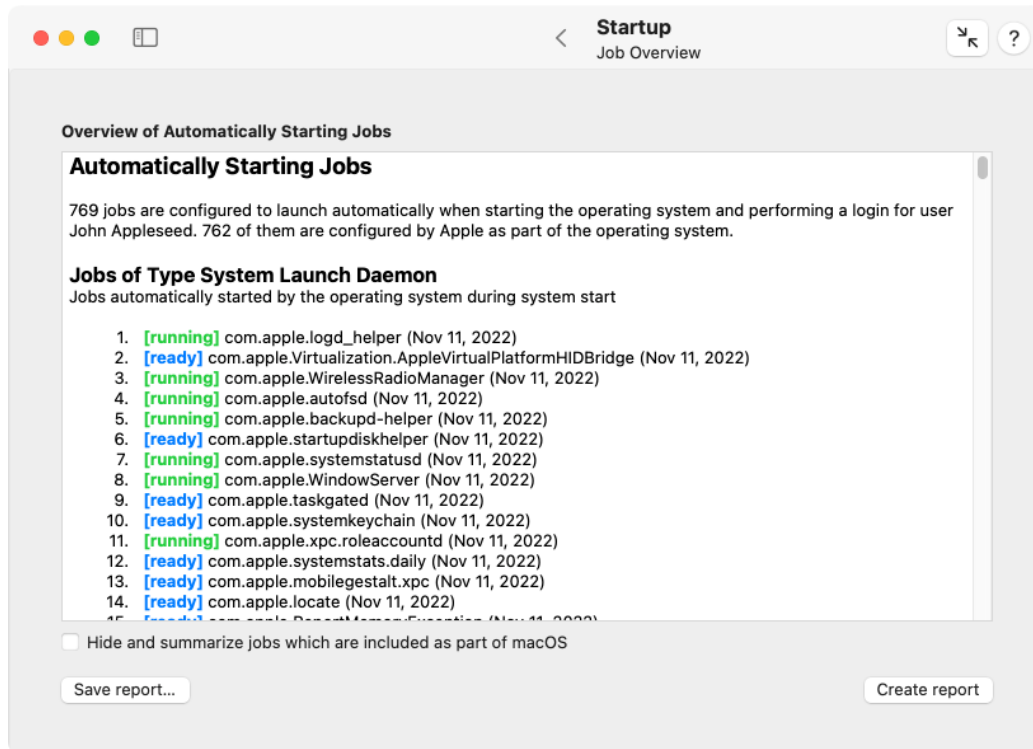 Startup
Job Overview
?
Overview of Automatically Starting Jobs
Automatically Starting Jobs
769 jobs are configured to launch automatically when starting the operating system and performing a login for user
John Appleseed. 762 of them are configured by Apple as part of the operating system.
Jobs of Type System Launch Daemon
Jobs automatically started by the operating system during system start
1. [running] com.apple.logd_helper (Nov 11, 2022)
2. [ready] com.apple.Virtualization.AppleVirtualPlatformHIDBridge (Nov 11, 2022)
3. [running] com.apple.WirelessRadioManager (Nov 11, 2022)
4. [running] com.apple.autofsd (Nov 11, 2022)
5. [running] com.apple.backupd-helper (Nov 11, 2022)
6. [ready] com.apple.startupdiskhelper (Nov 11, 2022)
7. [running] com.apple.systemstatusd (Nov 11, 2022)
8. [running] com.apple.WindowServer (Nov 11, 2022)
9. [ready] com.apple.taskgated (Nov 11, 2022)
10. [ready] com.apple.systemkeychain (Nov 11, 2022)
11. [running] com.apple.xpc.roleaccountd (Nov 11, 2022)
12. [ready] com.apple.systemstats.daily (Nov 11, 2022)
13. [ready] com.apple.mobilegestalt.xpc (Nov 11, 2022)
14. [ready] com.apple.locate (Nov 11, 2022)
15. [ready] com.apple.ReportMemoryException (Nov 11, 2022)
Hide and summarize jobs which are included as part of macOS
Save report...
Create report